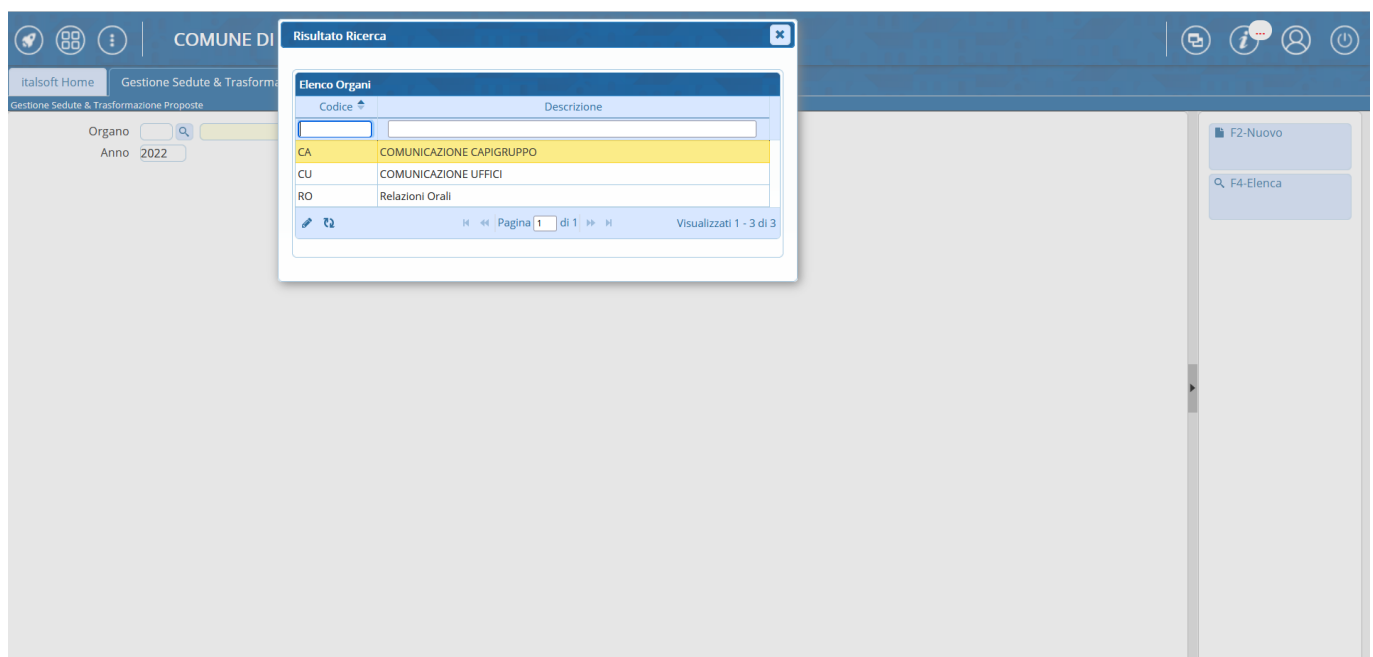 COMUNE DI
Risultato Ricerca
italsoft Home
Gestione Sedute & Trasforma
Gestione Sedute & Trasformazione Proposte
Organo
Anno 2022
Elenco Organi
Codice Descrizione
CA COMUNICAZIONE CAPIGRUPPO
CU COMUNICAZIONE UFFICI
RO Relazioni Orali
Pagina 1 di 1
Visualizzati 1 - 3 di 3
F2-Nuovo
F4-Elenca